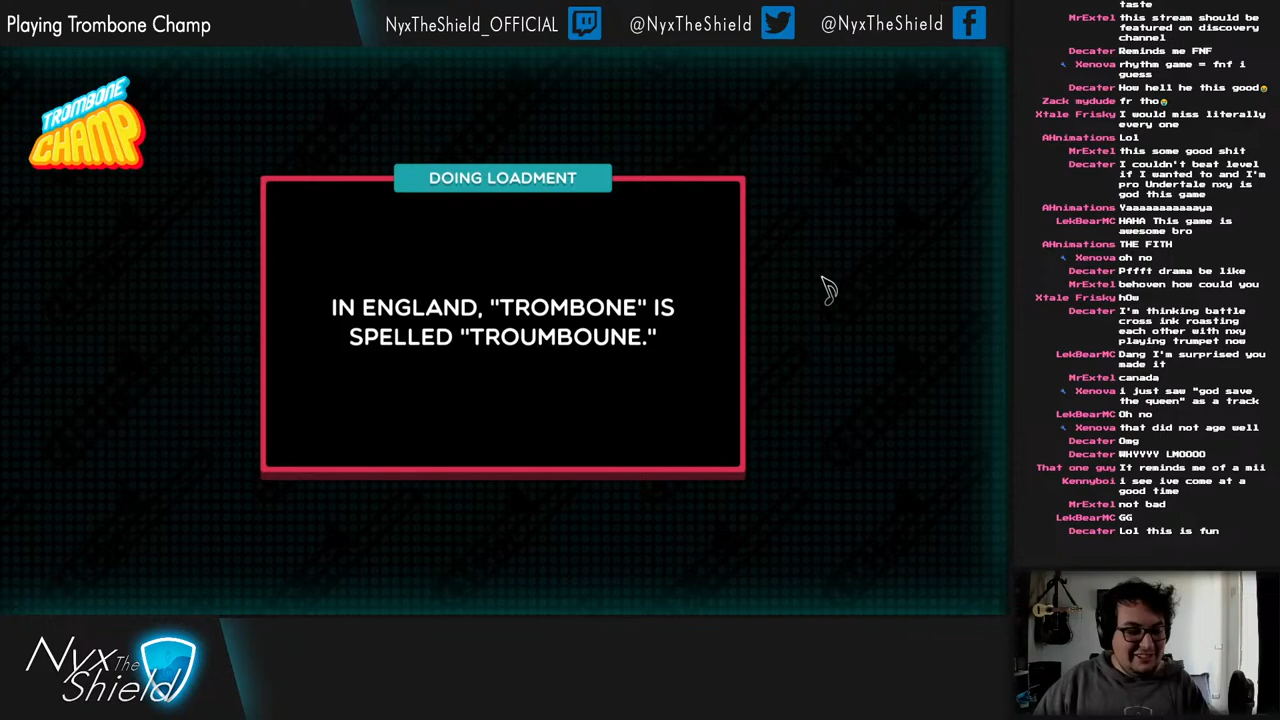 Playing Trombone Champ
NyxTheShield_OFFICIAL
@NyxTheShield
@NyxTheShield
TROMBONE
CHAMP
DOING LOADMENT
IN ENGLAND, "TROMBONE" IS
SPELLED "TROUMBOUNE."
Nyx The
Shield
taste
MrExtel this stream should be
featured on discovery
channel
Decater Reminds me FNF
Xenova rhythm game = fnf i
guess
Decater How hell he this good
Zack mydude fr tho
Xtale Frisky I would miss literally
every one
AHnimations Lol
MrExtel this some good shit
Decater I couldn't beat level
if I wanted to and I'm
pro Undertale nxy is
god this game
AHnimations Yaaaaaaaaaaya
LekBearMC HAHA This game is
awesome bro
AHnimations THE FITH
Xenova oh no
Decater Pffft drama be like
MrExtel behoven how could you
Xtale Frisky hOw
Decater I'm thinking battle
cross ink roasting
each other with nxy
playing trumpet now
LekBearMC Dang I'm surprised you
made it
MrExtel canada
Xenova i just saw "god save
the queen" as a track
LekBearMC Oh no
Xenova that did not age well
Decater Omg
Decater WHYYYY LMOOOO
That one guy It reminds me of a mii
Kennyboi i see ive come at a
good time
MrExtel not bad
LekBearMC GG
Decater Lol this is fun